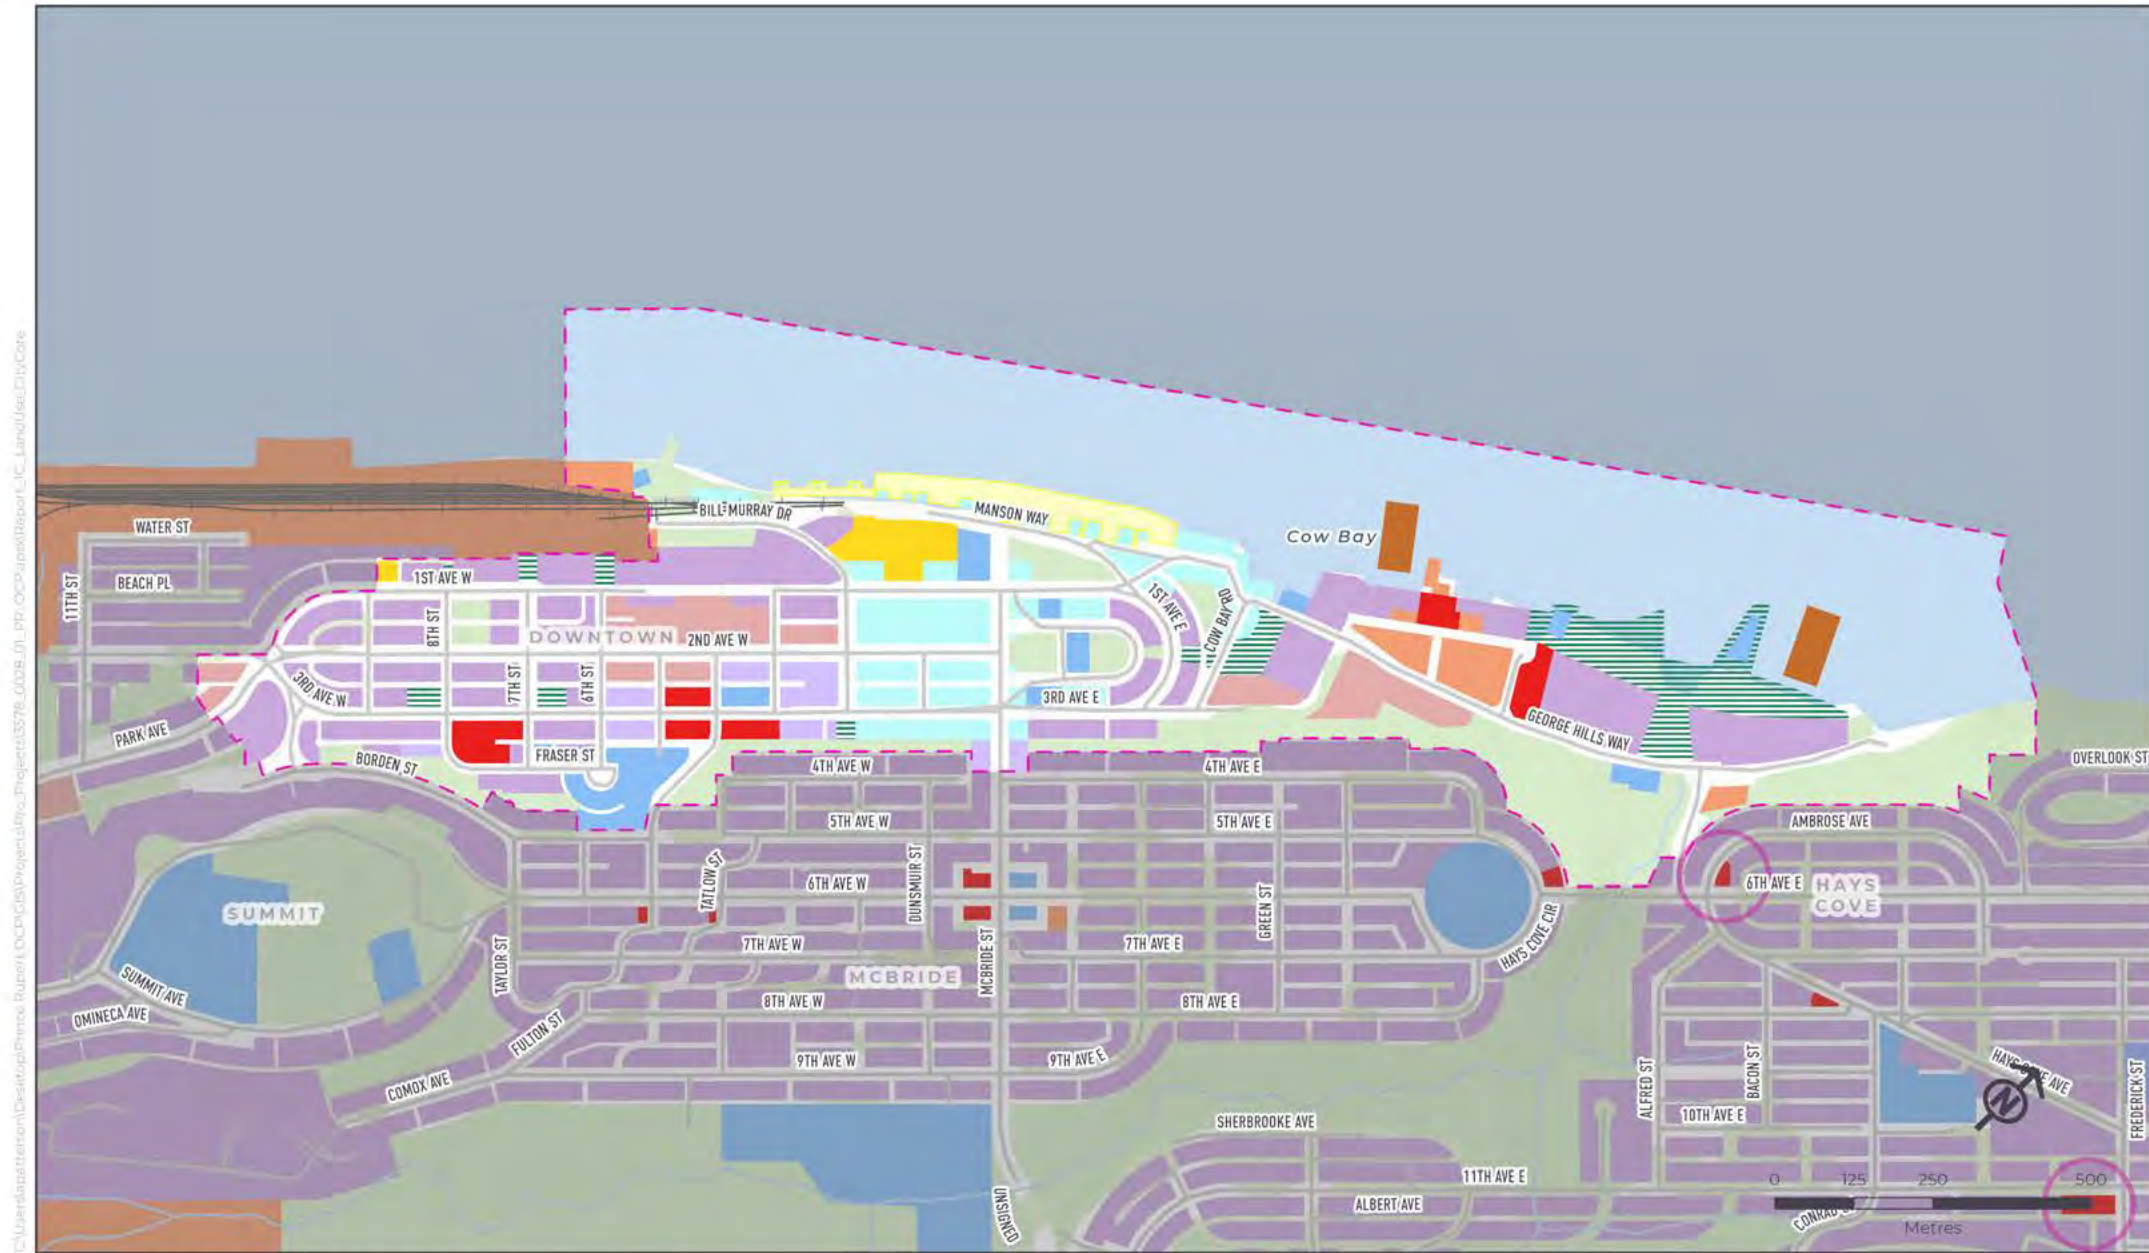 Cow Bay
MANSON WAY
BILL MURRAY DR
WATER ST
11TH ST
BEACH PL
1ST AVE W
1ST AVE E
COW BAY RD
8TH ST
DOWNTOWN
2ND AVE W
7TH ST
6TH ST
3RD AVE W
3RD AVE E
PARK AVE
GEORGE HILLS WAY
BORDEN ST
FRASER ST
4TH AVE W
4TH AVE E
OVERLOOK ST
5TH AVE W
5TH AVE E
AMBROSE AVE
TATLOW ST
6TH AVE W
DUNSMUIR ST
GREEN ST
6TH AVE E
HAYS
COVE
SUMMIT
TAYLOR ST
7TH AVE W
MCBRIDE ST
7TH AVE E
HAYS COVE CIR
MCBRIDE
SUMMIT AVE
8TH AVE W
8TH AVE E
OMINECA AVE
FULTON ST
9TH AVE W
9TH AVE E
COMOX AVE
ALFRED ST
BACON ST
HAYS COVE AVE
N
FREDERICK ST
10TH AVE E
SHERBROOKE AVE
11TH AVE E
ALBERT AVE
UNSIGNED
0 125 250 500
Metres